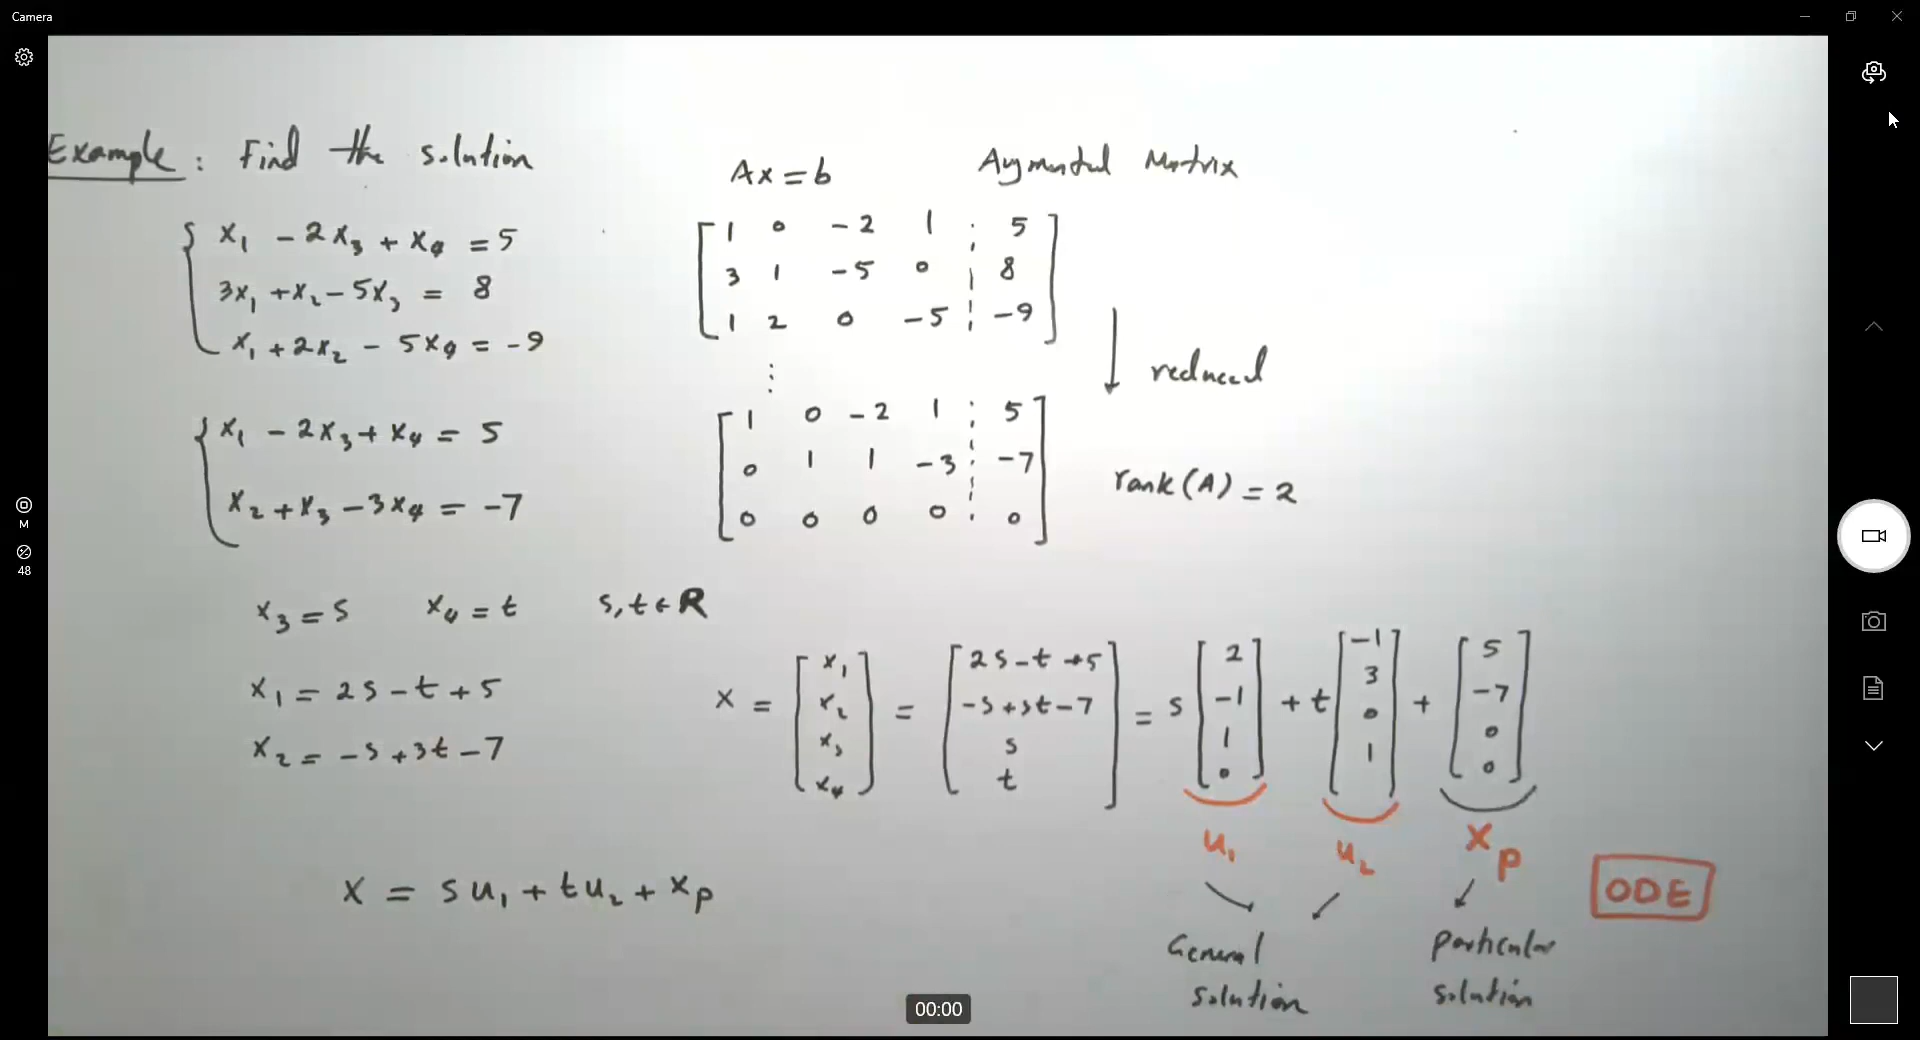 Camera
Example : Find the solution
x₁ - 2x₃ + x₄ = 5
3x₁ + x₂ - 5x₃ = 8
x₁ + 2x₂ - 5x₄ = -9
Ax = b
Augmented Matrix
1 0 -2 1 5
3 1 -5 0 8
1 2 0 -5 -9
⋮
reduced
x₁ - 2x₃ + x₄ = 5
x₂ + x₃ - 3x₄ = -7
1 0 -2 1 5
0 1 1 -3 -7
0 0 0 0 0
rank(A) = 2
M
48
x₃ = s x₄ = t s, t ∈ R
x₁ = 2s - t + 5
x₂ = -s + 3t - 7
x = [x₁ x₂ x₃ x₄] = [2s - t + 5 -s + 3t - 7 s t] = s [2 -1 1 0] + t [-1 3 0 1] + [5 -7 0 0]
u₁ u₂ xp
x = su₁ + tu₂ + xp
ODE
General solution
particular solution
00:00